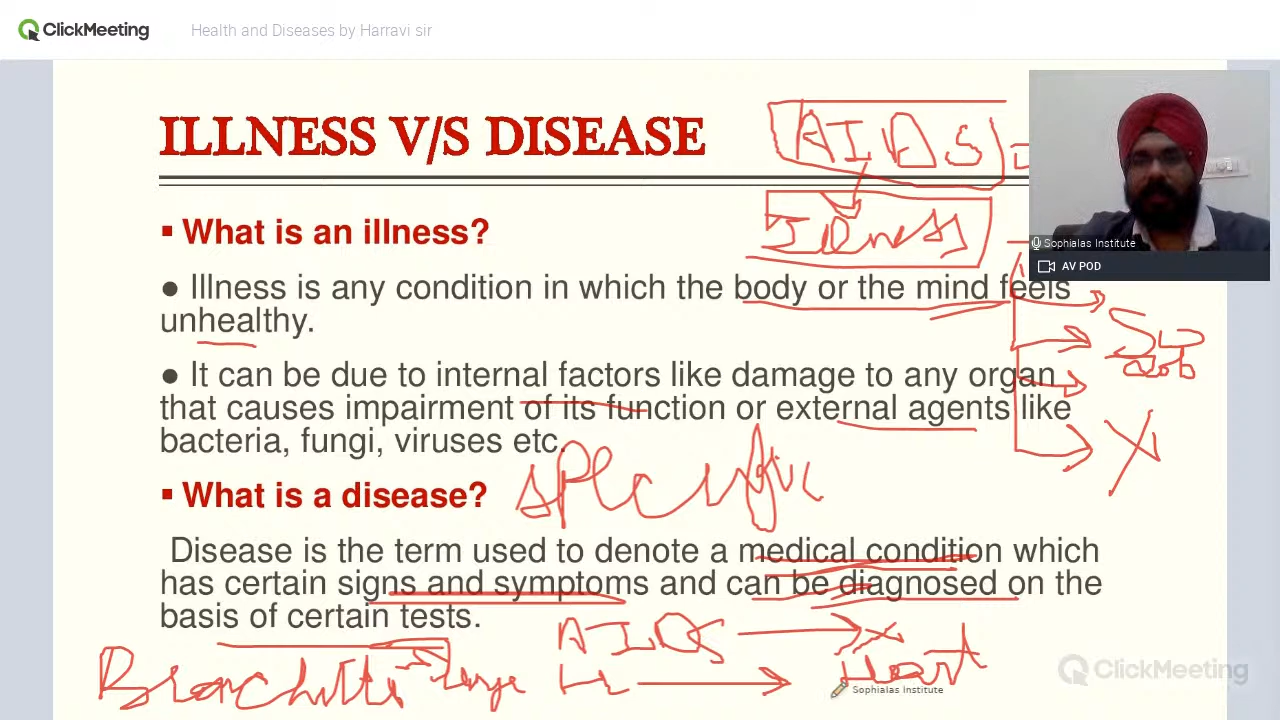 ClickMeeting Health and Diseases by Harravi sir
ILLNESS V/S DISEASE
AIDS
Illness
Sophialas Institute
AV POD
▪ What is an illness?
● Illness is any condition in which the body or the mind feels
unhealthy.
● It can be due to internal factors like damage to any organ
that causes impairment of its function or external agents like
bacteria, fungi, viruses etc.
▪ What is a disease?
specific
Disease is the term used to denote a medical condition which
has certain signs and symptoms and can be diagnosed on the
basis of certain tests.
AIDS X
Bronchitis Heart
Sophialas Institute
ClickMeeting